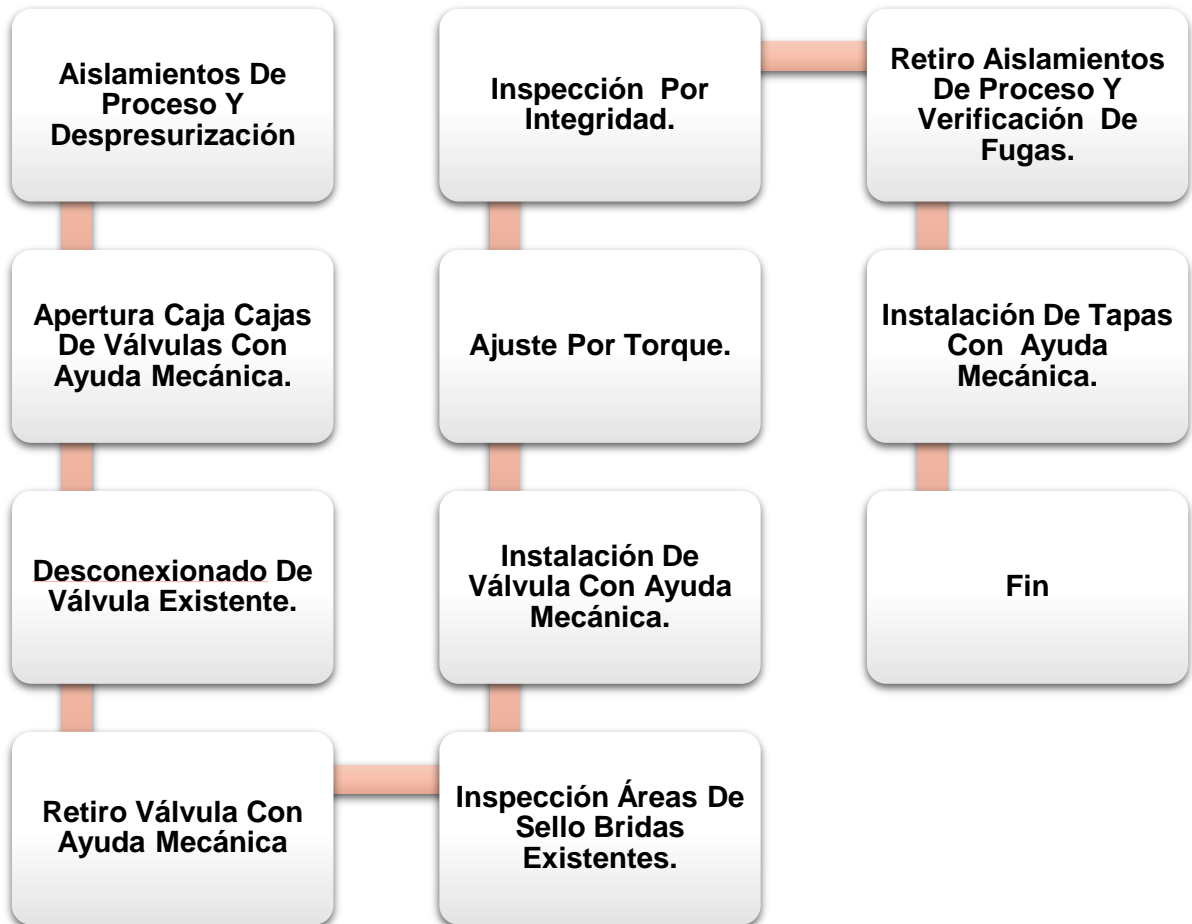 Aislamientos De
Proceso Y
Despresurización
Apertura Caja Cajas
De Válvulas Con
Ayuda Mecánica.
Desconexionado De
Válvula Existente.
Retiro Válvula Con
Ayuda Mecánica
Inspección Áreas De
Sello Bridas
Existentes.
Instalación De
Válvula Con Ayuda
Mecánica.
Ajuste Por Torque.
Inspección Por
Integridad.
Retiro Aislamientos
De Proceso Y
Verificación De
Fugas.
Instalación De Tapas
Con Ayuda
Mecánica.
Fin